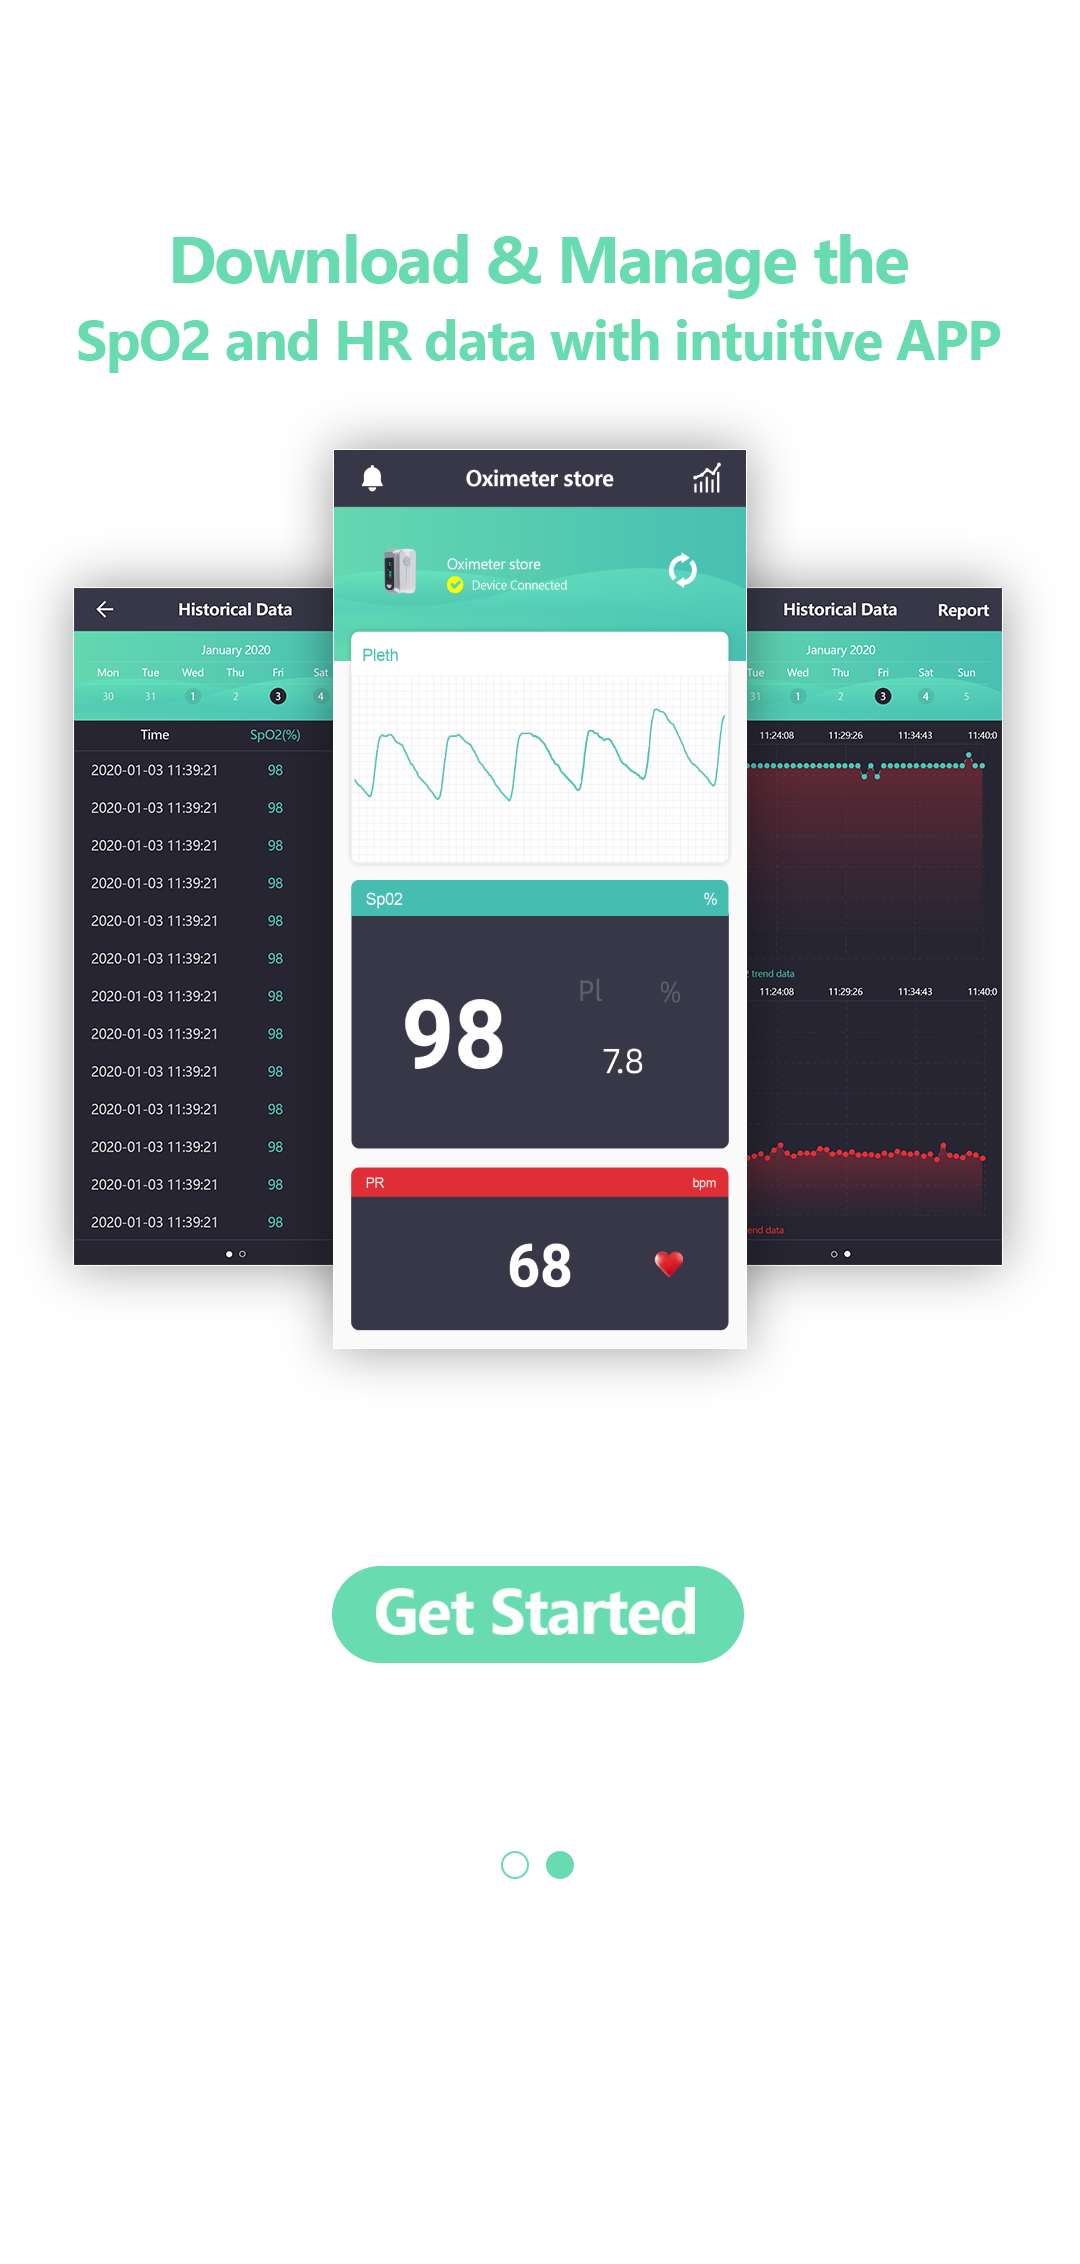 Download & Manage the
SpO2 and HR data with intuitive APP
Oximeter store
Oximeter store
Device Connected
Pleth
Sp02 %
98
PI %
7.8
PR bpm
68
Historical Data
January 2020
Mon Tue Wed Thu Fri Sat
30 31 1 2 3 4
Time SpO2(%)
2020-01-03 11:39:21 98
2020-01-03 11:39:21 98
2020-01-03 11:39:21 98
2020-01-03 11:39:21 98
2020-01-03 11:39:21 98
2020-01-03 11:39:21 98
2020-01-03 11:39:21 98
2020-01-03 11:39:21 98
2020-01-03 11:39:21 98
2020-01-03 11:39:21 98
2020-01-03 11:39:21 98
2020-01-03 11:39:21 98
2020-01-03 11:39:21 98
Historical Data Report
January 2020
Tue Wed Thu Fri Sat Sun
31 1 2 3 4 5
11:24:08 11:29:26 11:34:43 11:40:0
2 trend data
11:24:08 11:29:26 11:34:43 11:40:0
end data
Get Started